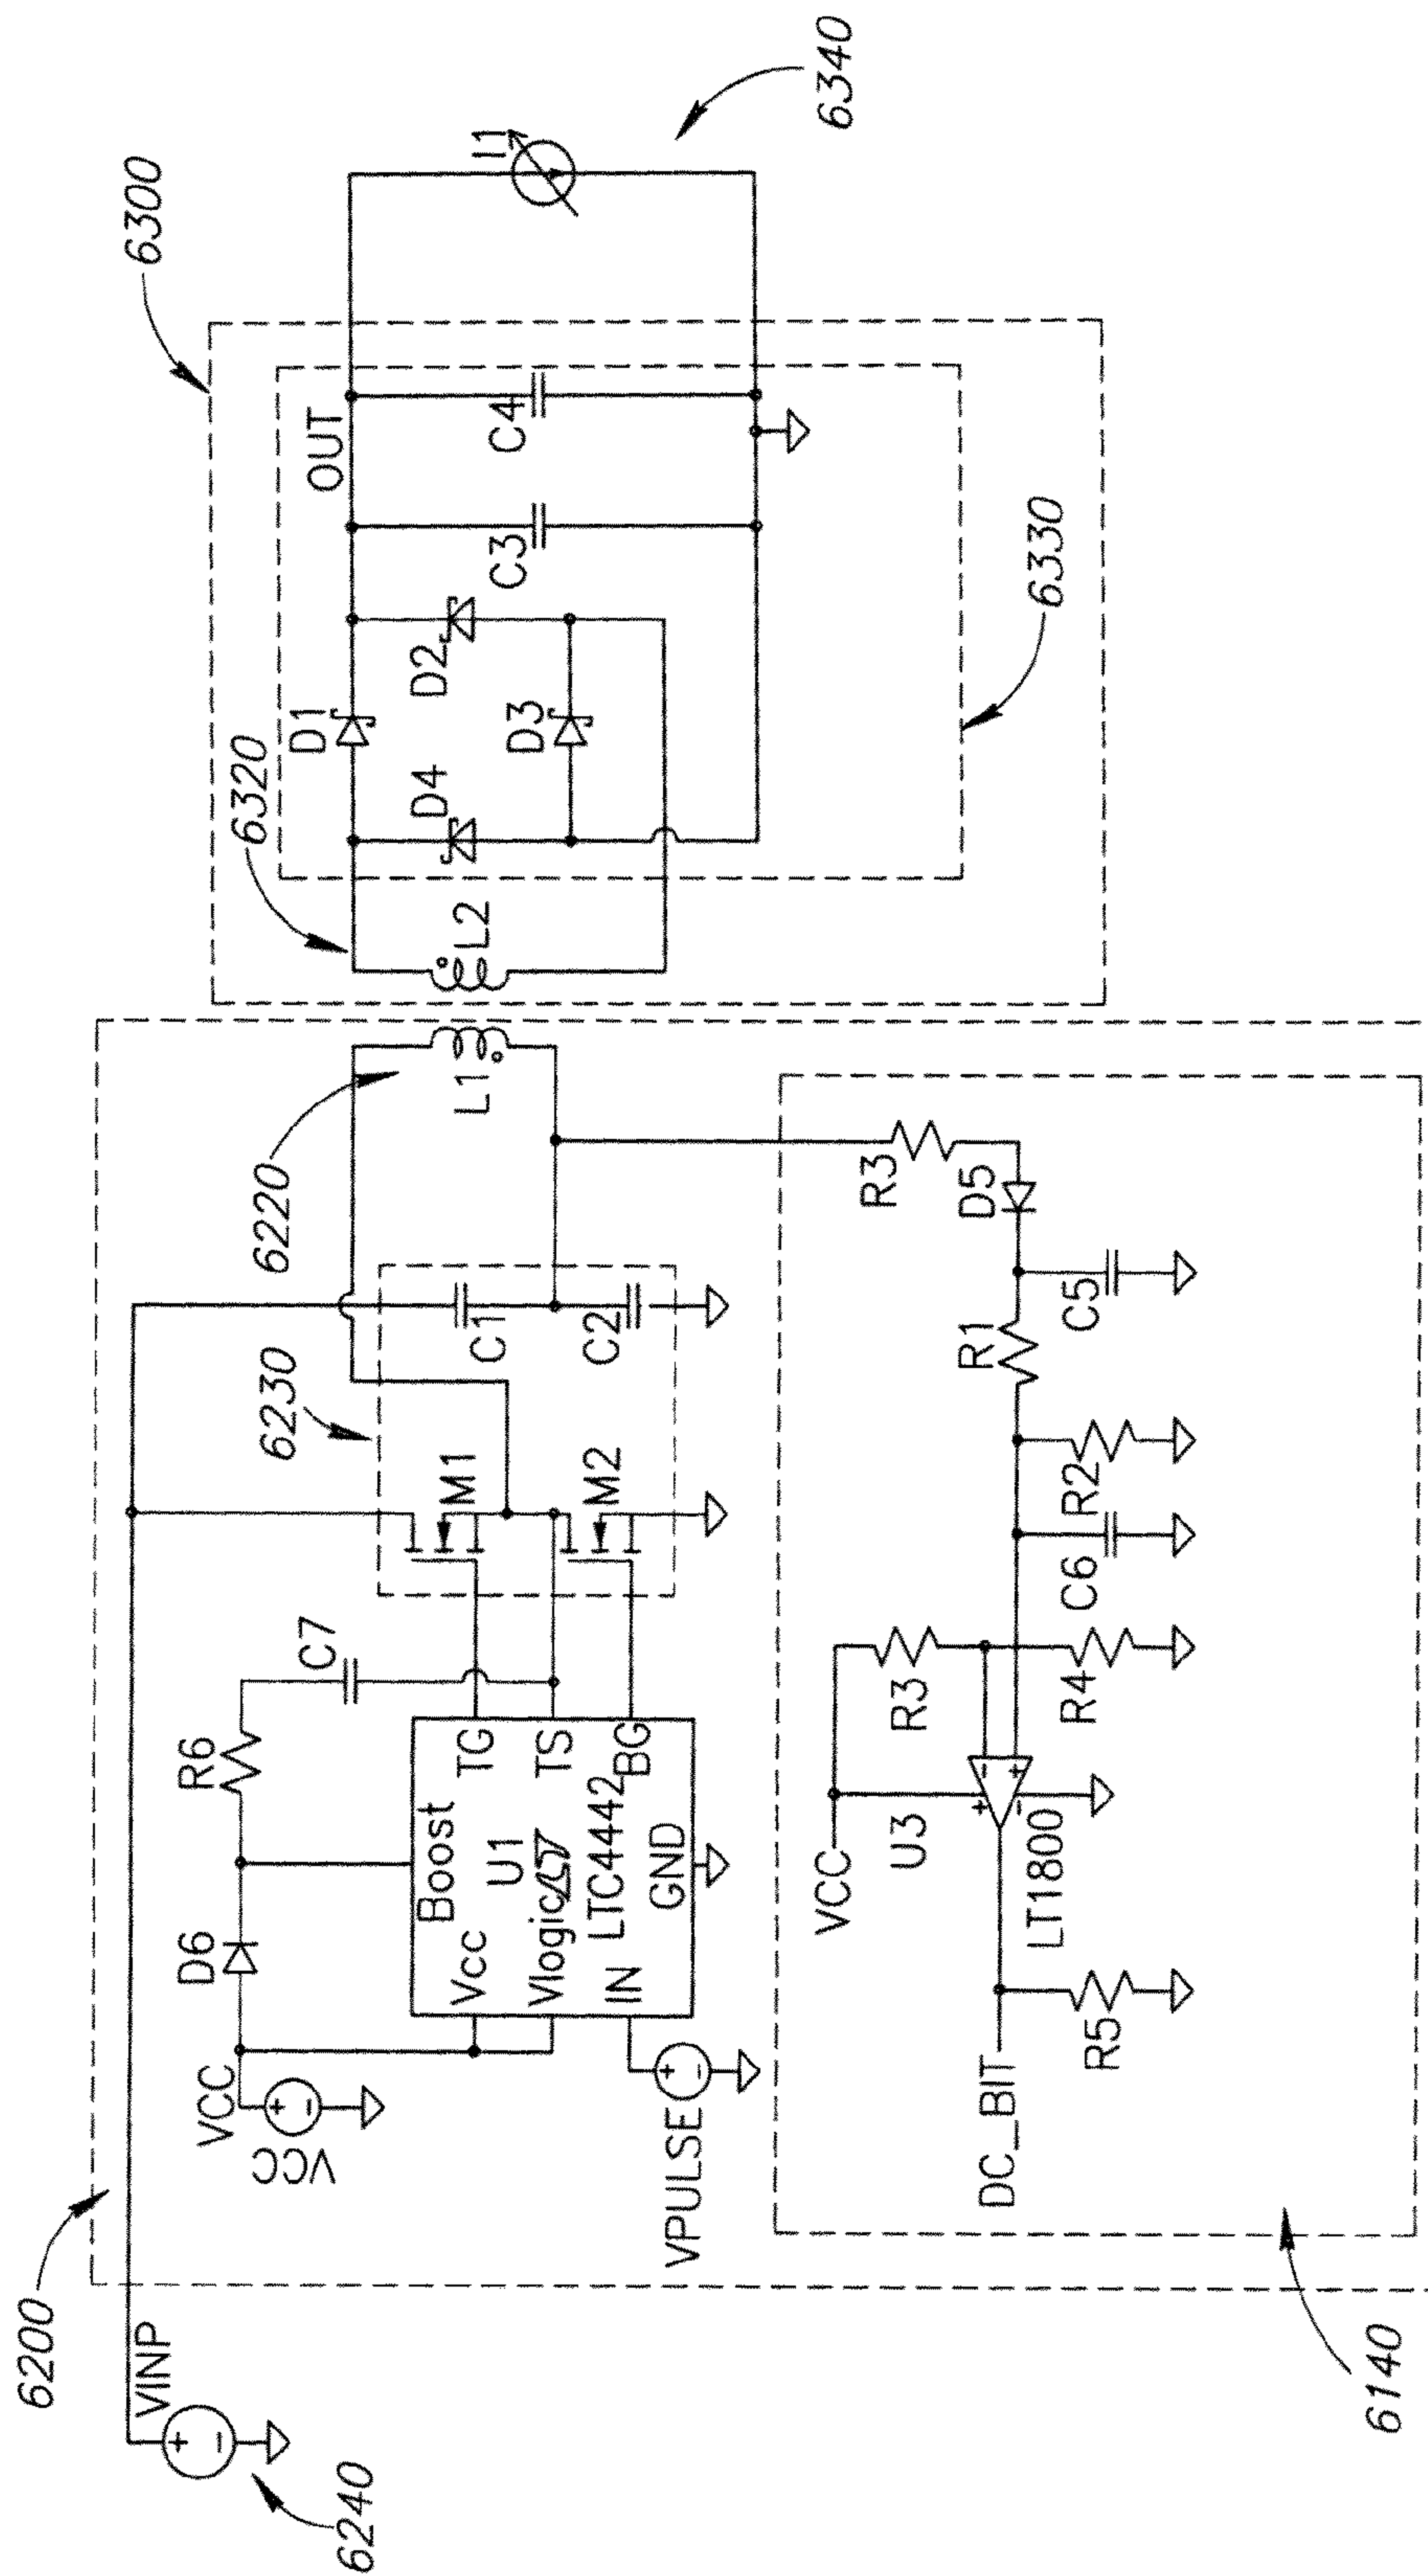 6200
VINP
6240
VCC
VCC
D6
R6
C7
Boost
Vcc
U1
Vlogic
LTC4442
IN
GND
TG
TS
BG
VPULSE
6230
M1
M2
C1
C2
6220
L1
6300
6320
L2
D1
D4
D2
D3
OUT
C3
C4
I1
6340
6330
R3
D5
C5
R1
R2
C6
R3
R4
VCC
U3
LT1800
DC_BIT
R5
6140